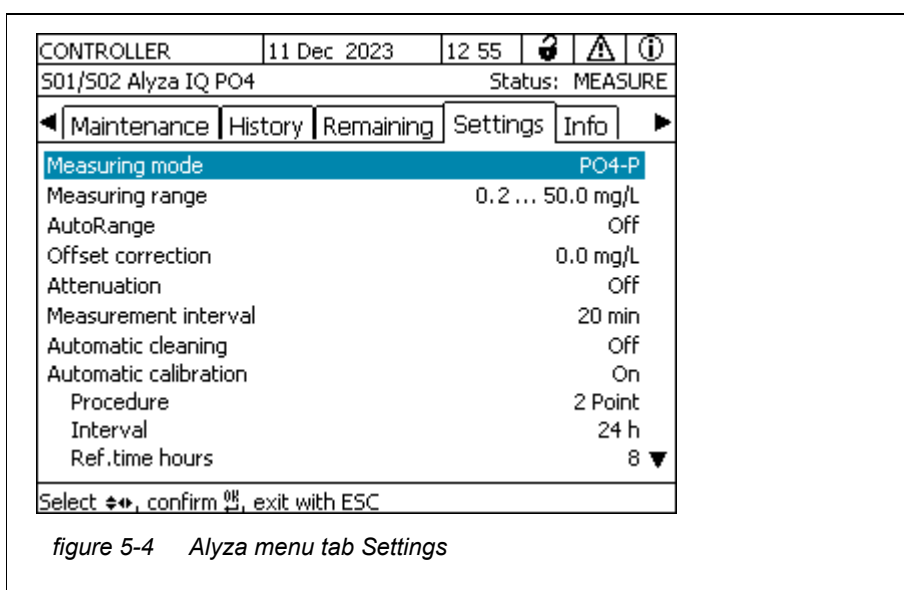 CONTROLLER 11 Dec 2023 12 55
S01/S02 Alyza IQ PO4 Status: MEASURE
Maintenance History Remaining Settings Info
Measuring mode PO4-P
Measuring range 0.2 ... 50.0 mg/L
AutoRange Off
Offset correction 0.0 mg/L
Attenuation Off
Measurement interval 20 min
Automatic cleaning Off
Automatic calibration On
Procedure 2 Point
Interval 24 h
Ref.time hours 8
Select , confirm OK, exit with ESC
figure 5-4 Alyza menu tab Settings